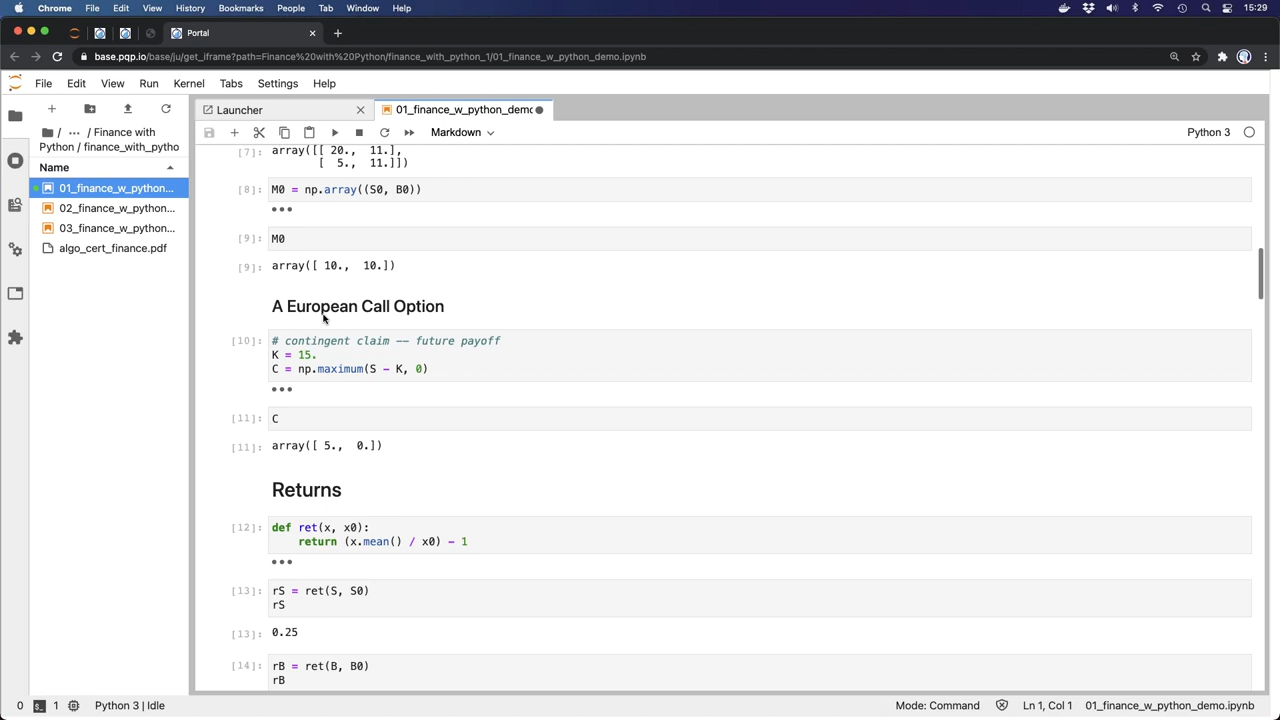 Chrome File Edit View History Bookmarks People Tab Window Help 15:29
Portal
base.pqp.io/base/ju/get_iframe?path=Finance%20with%20Python/finance_with_python_1/01_finance_w_python_demo.ipynb
File Edit View Run Kernel Tabs Settings Help
Launcher
01_finance_w_python_demo
/ ... / Finance with
Python / finance_with_pytho
Markdown
Python 3
Name
01_finance_w_python...
02_finance_w_python...
03_finance_w_python...
algo_cert_finance.pdf
[7]: array([[ 20., 11.],
[ 5., 11.]])
[8]: M0 = np.array((S0, B0))
[9]: M0
[9]: array([ 10., 10.])
A European Call Option
[10]: # contingent claim -- future payoff
K = 15.
C = np.maximum(S - K, 0)
[11]: C
[11]: array([ 5., 0.])
Returns
[12]: def ret(x, x0):
return (x.mean() / x0) - 1
[13]: rS = ret(S, S0)
rS
[13]: 0.25
[14]: rB = ret(B, B0)
rB
0 1 Python 3 | Idle
Mode: Command Ln 1, Col 1 01_finance_w_python_demo.ipynb